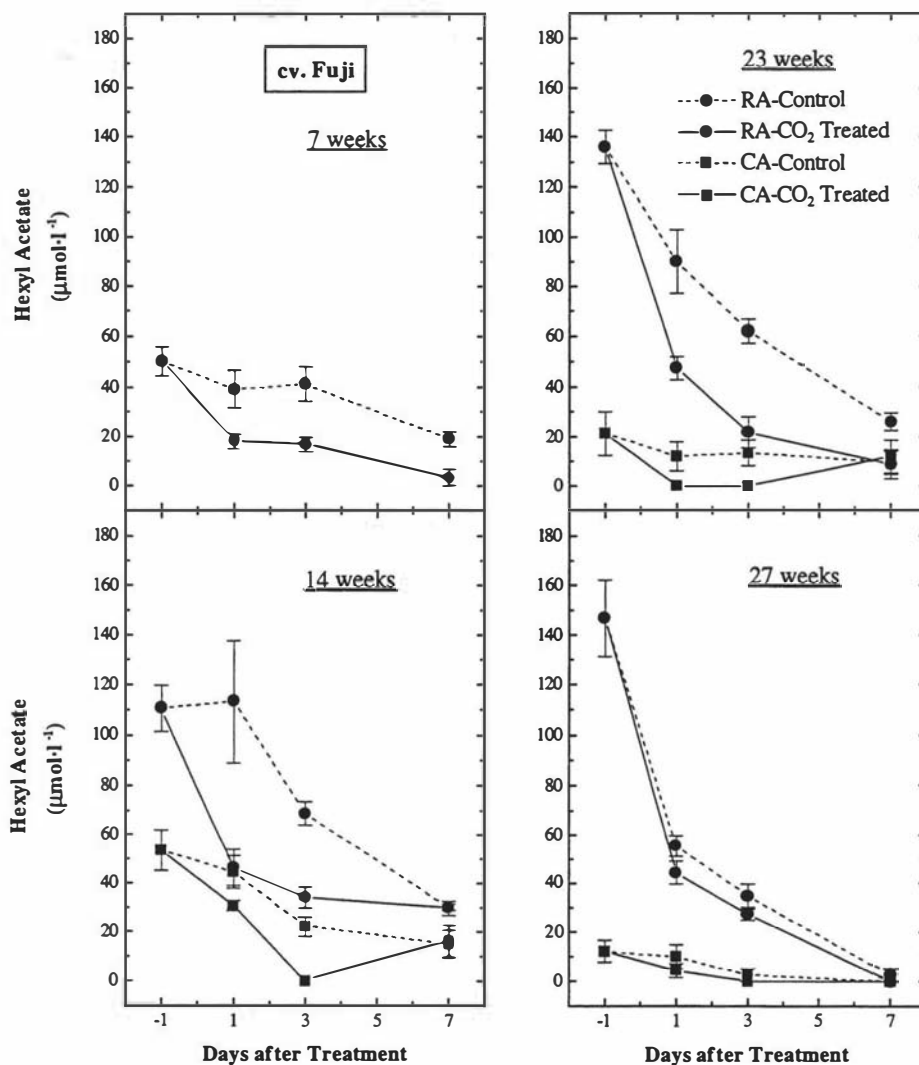 180
160
140
120
100
80
60
40
20
0
Hexyl Acetate
(μmol·l⁻¹)
cv. Fuji
7 weeks
180
160
140
120
100
80
60
40
20
0
23 weeks
RA-Control
RA-CO₂ Treated
CA-Control
CA-CO₂ Treated
160
140
120
100
80
60
40
20
0
Hexyl Acetate
(μmol·l⁻¹)
14 weeks
-1 1 3 5 7
Days after Treatment
160
140
120
100
80
60
40
20
0
27 weeks
-1 1 3 5 7
Days after Treatment